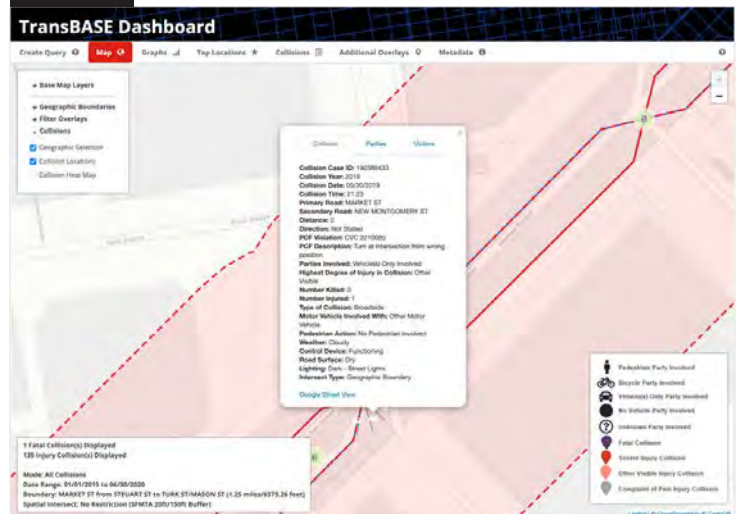 TransBASE Dashboard
Create Query Map Graphs Top Locations Collisions Additional Overlays Metadata
Base Map Layers
Geographic Boundaries
Filter Overlays
Collisions
Geographic Selection
Collision Locations
Collision Heat Map
Collision Parties Victims
Collision Case ID: 190380433
Collision Year: 2019
Collision Date: 05/30/2019
Collision Time: 21:23
Primary Road: MARKET ST
Secondary Road: NEW MONTGOMERY ST
Distance: 0
Direction: Not Stated
PCF Violation: CVC
PCF Description: Turn at intersection from wrong
position
Parties Involved: Vehicle(s) Only Involved
Highest Degree of Injury in Collision: Other
Visible
Number Killed: 0
Number Injured: 1
Type of Collision: Broadside
Motor Vehicle Involved With: Other Motor
Vehicle
Pedestrian Action: No Pedestrian Involved
Weather: Cloudy
Control Device: Functioning
Road Surface: Dry
Lighting: Dark - Street Lights
Intersect Type: Geographic Boundary
Google Street View
Pedestrian Party Involved
Bicycle Party Involved
Vehicle(s) Only Party Involved
No Vehicle Party Involved
Unknown Party Involved
Fatal Collision
Severe Injury Collision
Other Visible Injury Collision
Complaint of Pain Injury Collision
1 Fatal Collision(s) Displayed
135 Injury Collision(s) Displayed
Mode: All Collisions
Date Range: 01/01/2015 to 06/30/2020
Boundary: MARKET ST from STEUART ST to TURK ST/MASON ST (1.25 miles/6575.26 feet)
Spatial Intersect: No Restriction (SFMTA 20ft/150ft Buffer)